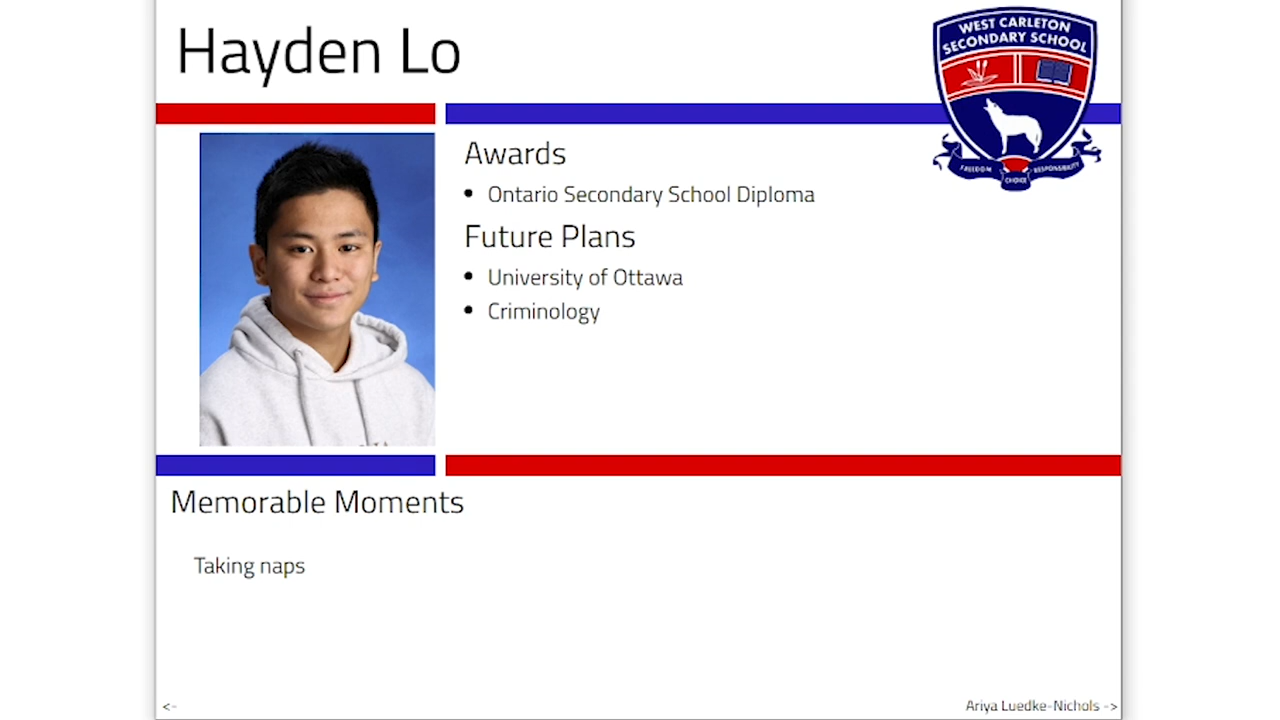 Hayden Lo
WEST CARLETON
SECONDARY SCHOOL
FREEDOM
CHOICE
RESPONSIBILITY
Awards
• Ontario Secondary School Diploma
Future Plans
• University of Ottawa
• Criminology
Memorable Moments
Taking naps
<-
Ariya Luedke-Nichols ->